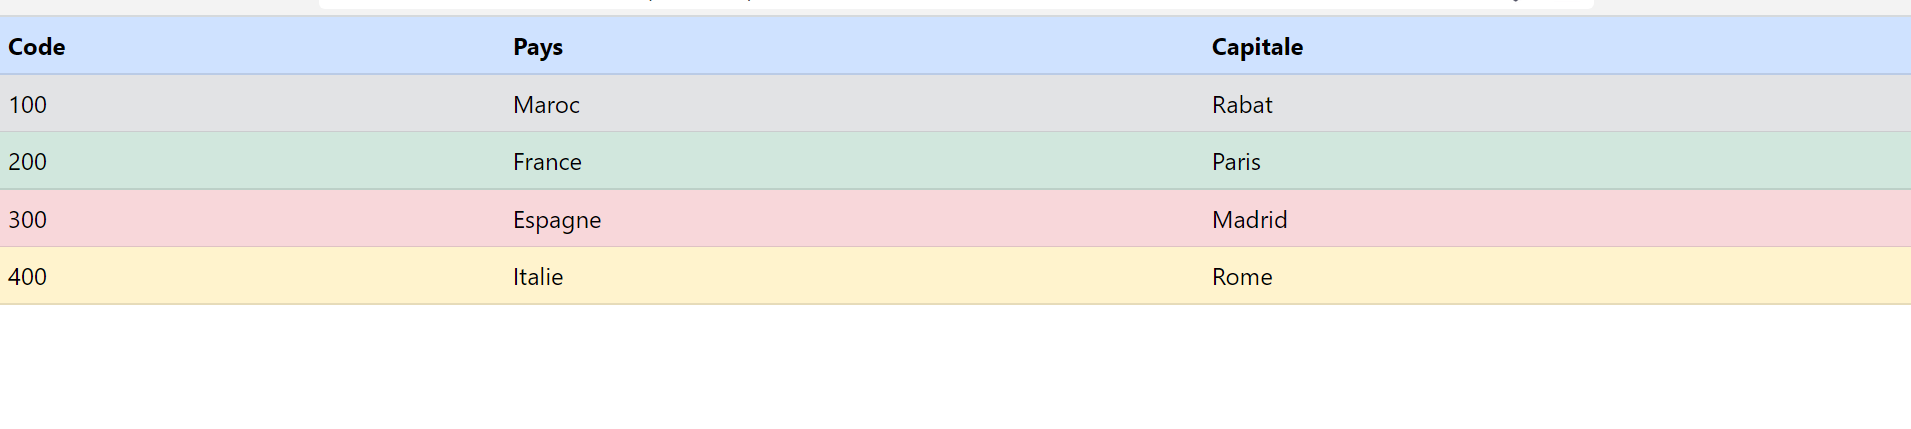 Code Pays Capitale
100 Maroc Rabat
200 France Paris
300 Espagne Madrid
400 Italie Rome